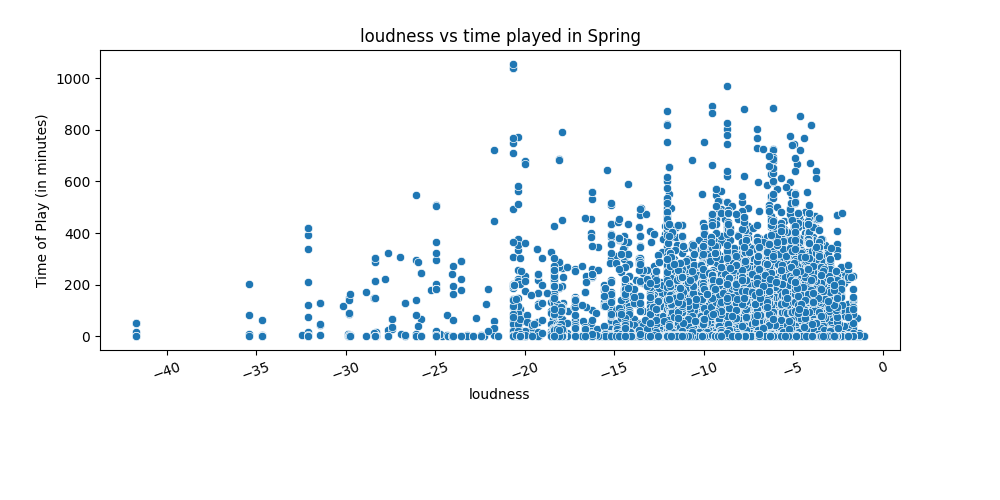 loudness vs time played in Spring
Time of Play (in minutes)
1000
800
600
400
200
0
−40 −35 −30 −25 −20 −15 −10 −5 0
loudness